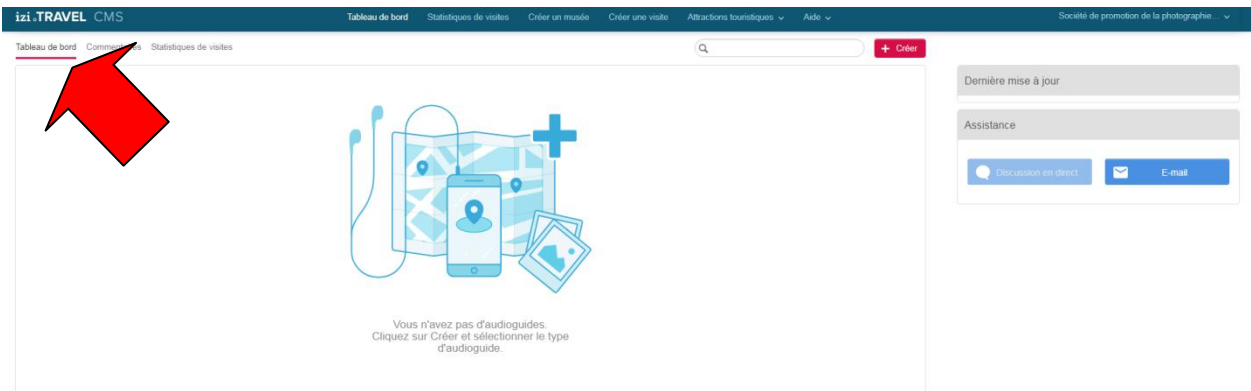 izi.TRAVEL CMS Tableau de bord Statistiques de visites Créer un musée Créer une visite Attractions touristiques Aide Société de promotion de la photographie...
Tableau de bord Statistiques de visites + Créer
Dernière mise à jour
Assistance
Discussion en direct E-mail
Vous n'avez pas d'audioguides.
Cliquez sur Créer et sélectionner le type
d'audioguide.